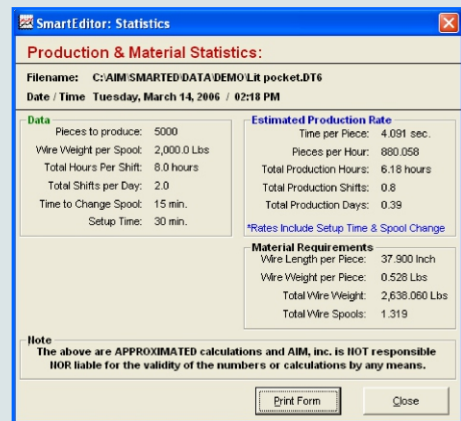 SmartEditor: Statistics
Production & Material Statistics:
Filename: C:\AIM\SMARTED\DATA\DEMO\Lit pocket.DT6
Date / Time Tuesday, March 14, 2006 / 02:18 PM
Data
Pieces to produce: 5000
Wire Weight per Spool: 2,000.0 Lbs
Total Hours Per Shift: 8.0 hours
Total Shifts per Day: 2.0
Time to Change Spool: 15 min.
Setup Time: 30 min.
Estimated Production Rate
Time per Piece: 4.091 sec.
Pieces per Hour: 880.058
Total Production Hours: 6.18 hours
Total Production Shifts: 0.8
Total Production Days: 0.39
*Rates Include Setup Time & Spool Change
Material Requirements
Wire Length per Piece: 37.900 Inch
Wire Weight per Piece: 0.528 Lbs
Total Wire Weight: 2,638.060 Lbs
Total Wire Spools: 1.319
Note
The above are APPROXIMATED calculations and AIM, inc. is NOT responsible
NOR liable for the validity of the numbers or calculations by any means.
Print Form
Close